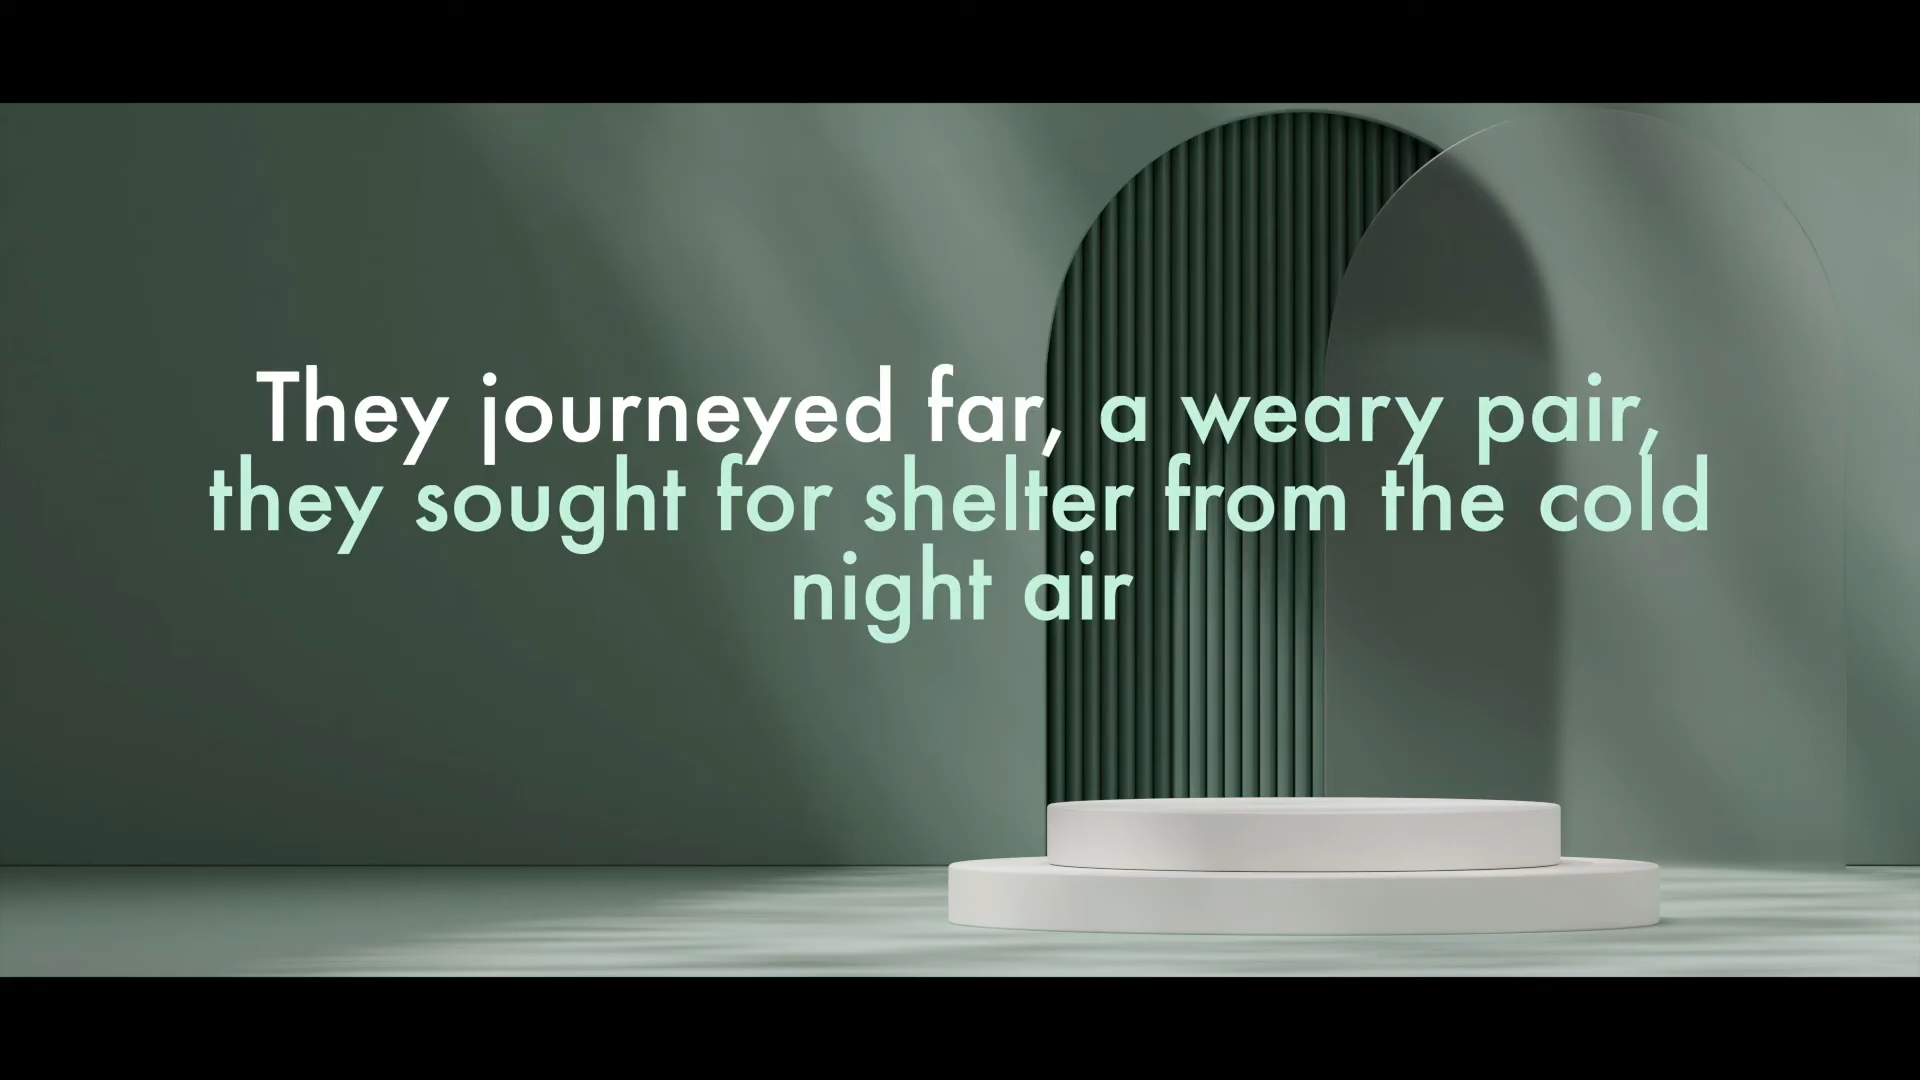 They journeyed far, a weary pair,
they sought for shelter from the cold
night air